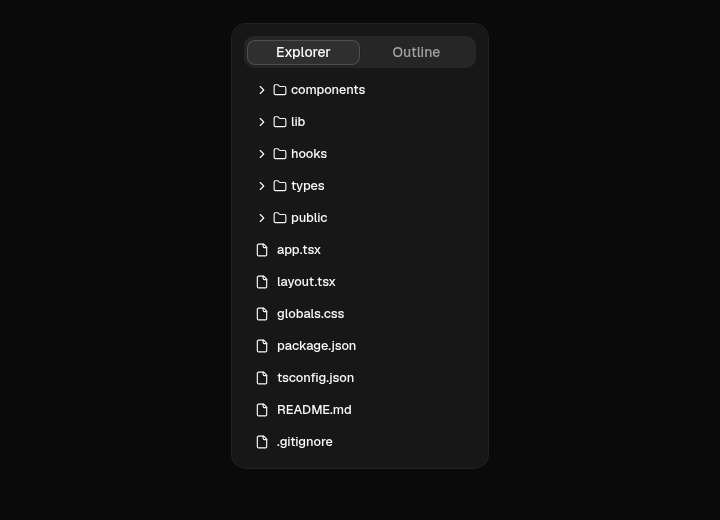 Explorer Outline
components
lib
hooks
types
public
app.tsx
layout.tsx
globals.css
package.json
tsconfig.json
README.md
.gitignore